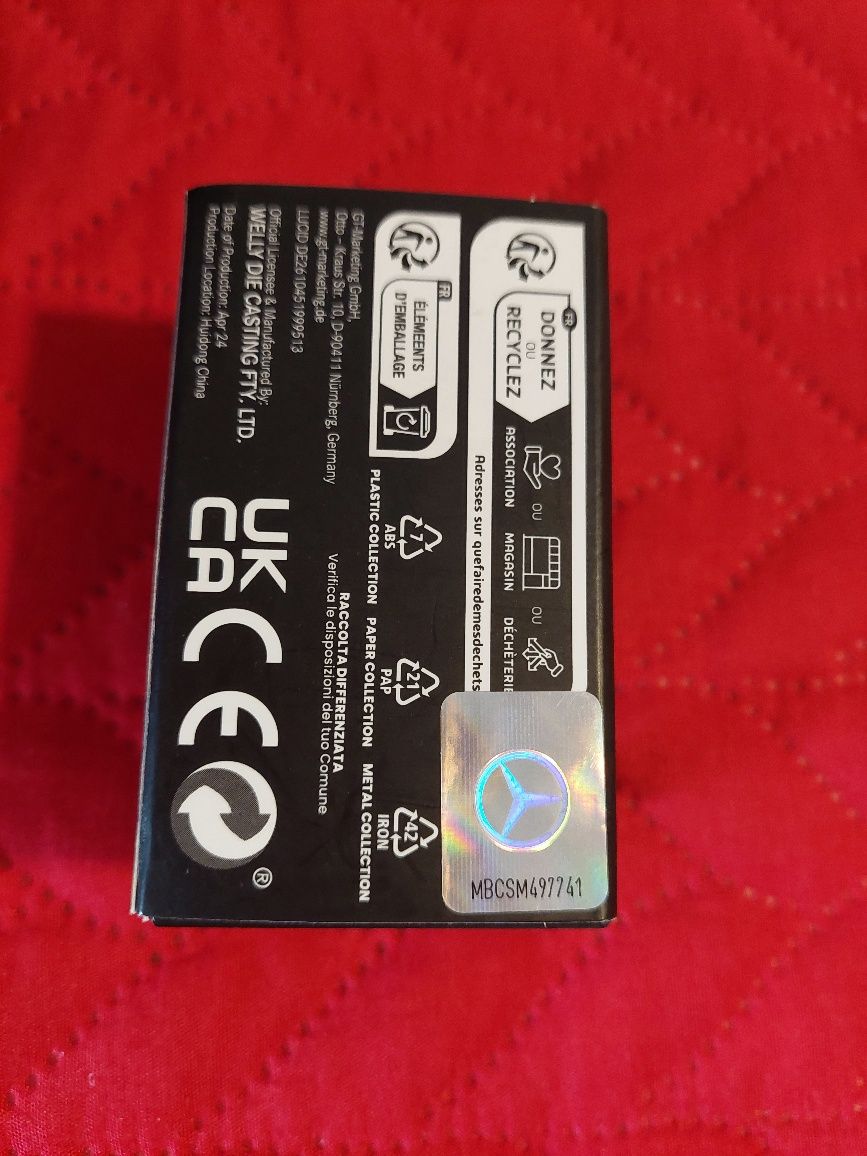 FR
DONNEZ
OU
RECYCLEZ
ASSOCIATION
OU
MAGASIN
OU
DÉCHÈTERIE
Adresses sur quefairedemesdechets
FR
ÉLÉMEENTS
D'EMBALLAGE
7
ABS
PLASTIC COLLECTION
21
PAP
PAPER COLLECTION
42
IRON
METAL COLLECTION
RACCOLTA DIFFERENZIATA
Verifica le disposizioni del tuo Comune
GT-Marketing GmbH,
Otto - Kraus Str. 10, D-90411 Nürnberg, Germany
www.gt-marketing.de
LUCID DE2610451999513
Official Licensee & Manufactured By:
WELLY DIE CASTING FTY. LTD.
Date of Production: Apr 24
Production Location: Huidong China
UK
CA
CE
®
MBCSM497741